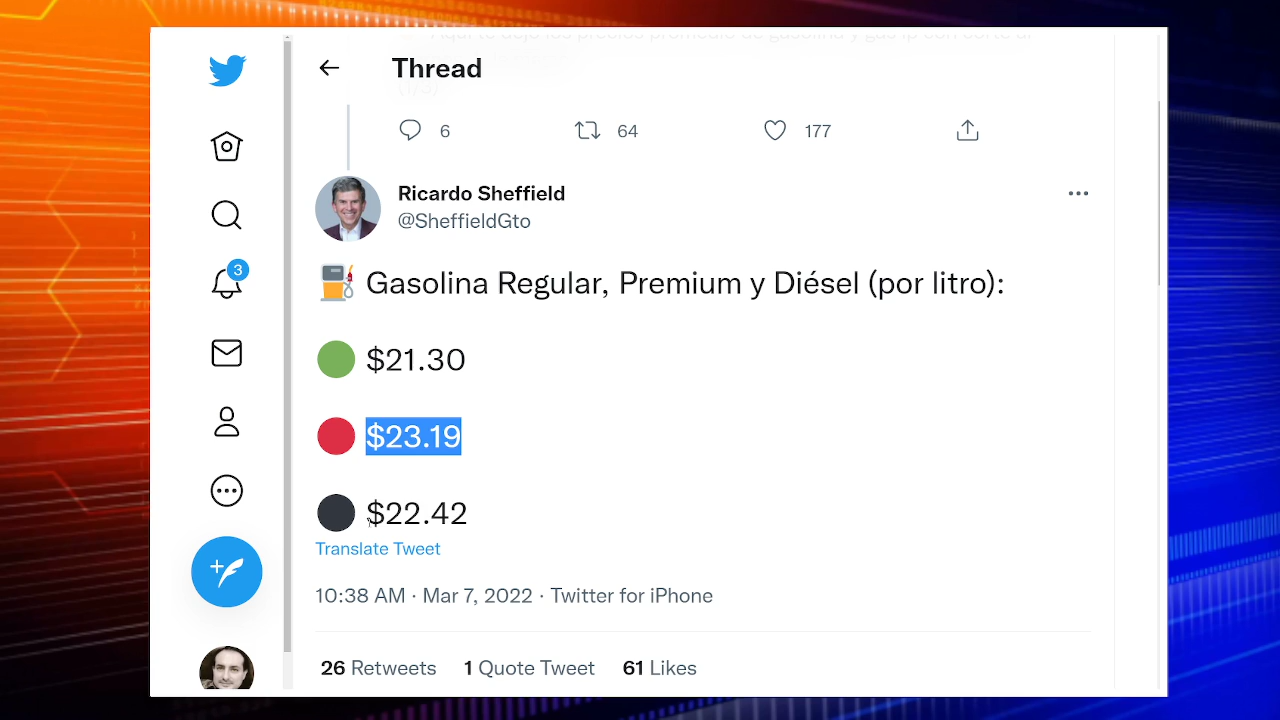 Thread
6 64 177
Ricardo Sheffield
@SheffieldGto
3
Gasolina Regular, Premium y Diésel (por litro):
$21.30
$23.19
$22.42
Translate Tweet
10:38 AM · Mar 7, 2022 · Twitter for iPhone
26 Retweets 1 Quote Tweet 61 Likes